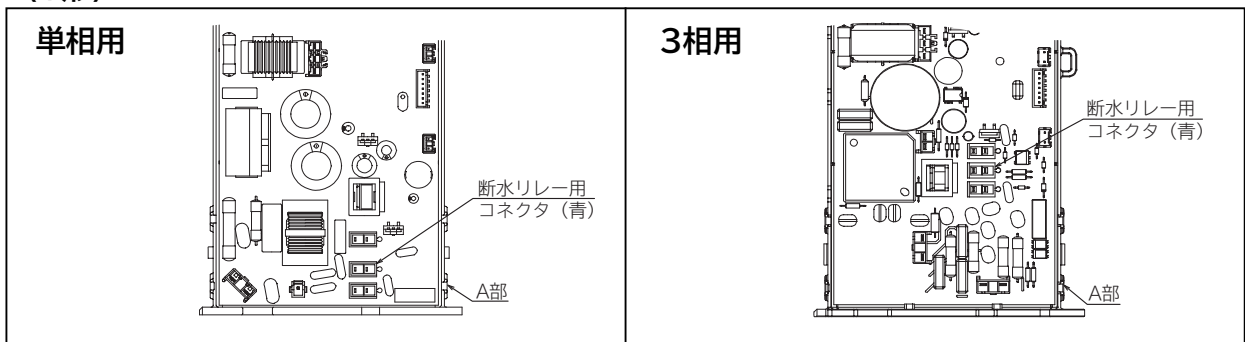 単相用
断水リレー用
コネクタ（青）
A部
3相用
断水リレー用
コネクタ（青）
A部